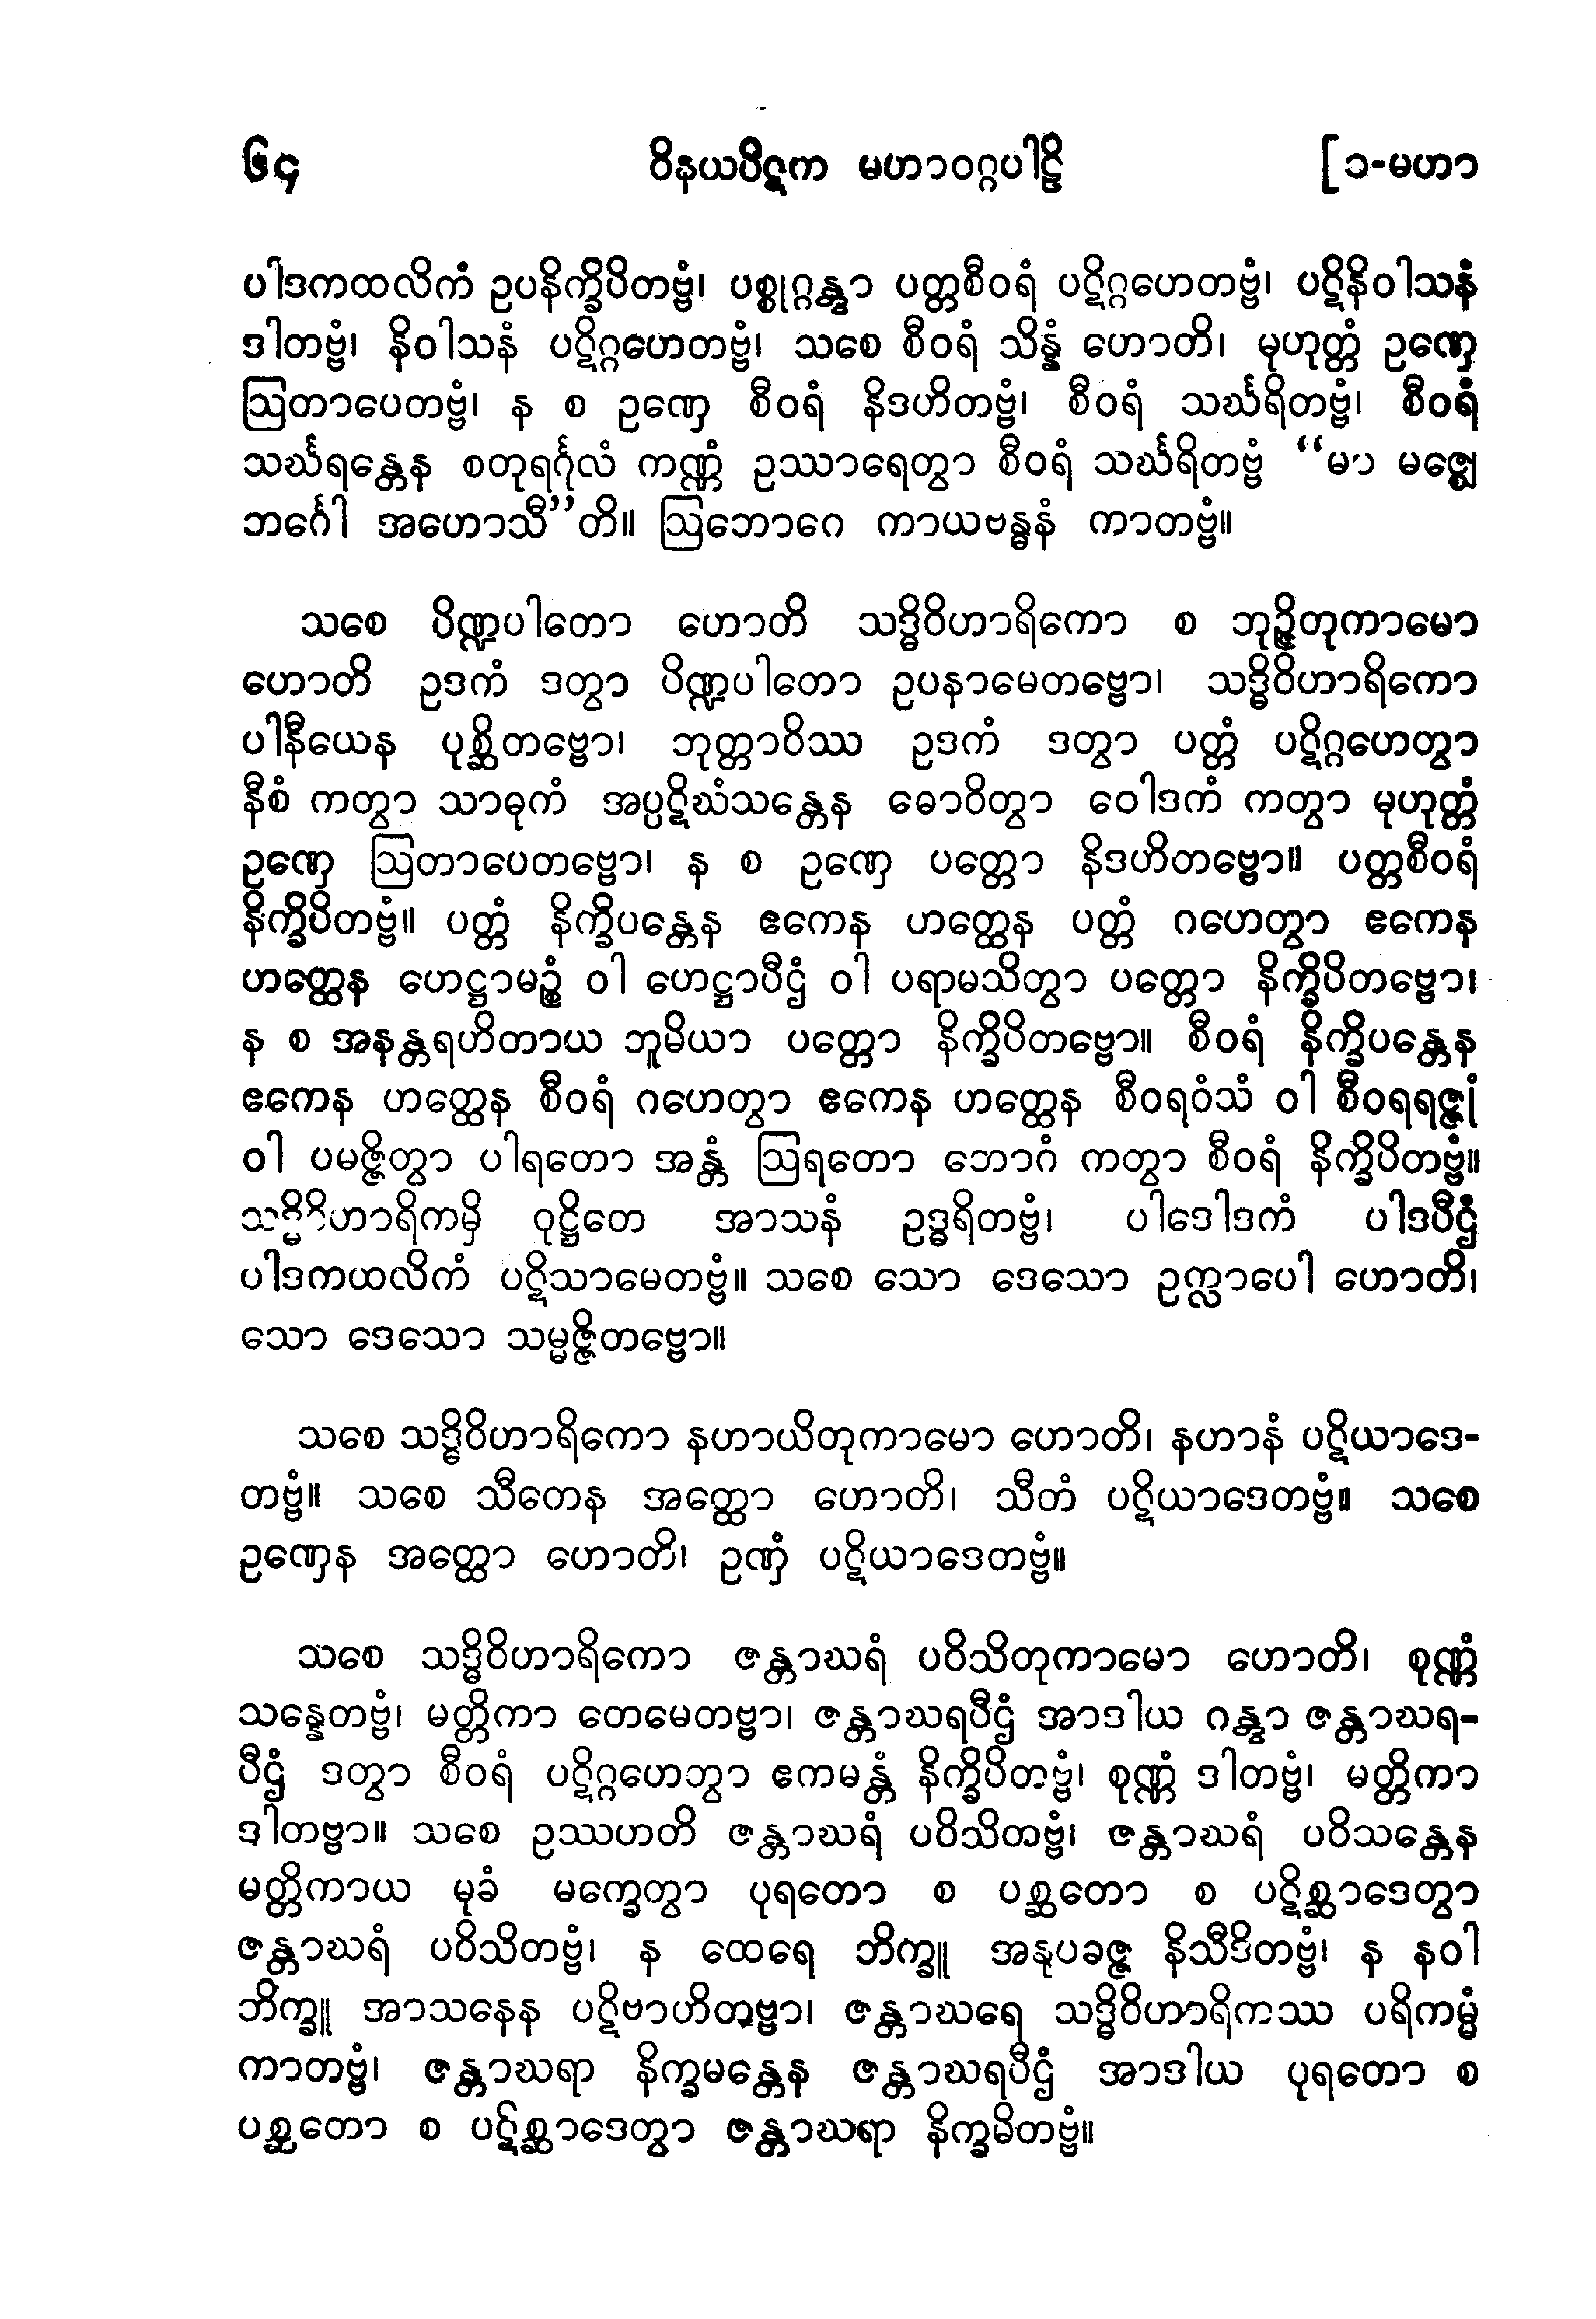 ၆၄ ဝိနယပိဋက မဟာဝဂ္ဂပါဠိ [၁-မဟာ
ပါဒကထလိကံ ဥပနိက္ခိပိတဗ္ဗံ၊ ပစ္စုဂ္ဂန္တွာ ပတ္တစီဝရံ ပဋိဂ္ဂဟေတဗ္ဗံ၊ ပဋိနိဝါသနံ
ဒါတဗ္ဗံ၊ နိဝါသနံ ပဋိဂ္ဂဟေတဗ္ဗံ၊ သစေ စီဝရံ သိန္နံ ဟောတိ၊ မုဟုတ္တံ ဥဏှေ
ဩတာပေတဗ္ဗံ၊ န စ ဥဏှေ စီဝရံ နိဒဟိတဗ္ဗံ၊ စီဝရံ သင်္ဃရိတဗ္ဗံ၊ စီဝရံ
သင်္ဃရန္တေန စတုရင်္ဂုလံ ကဏ္ဏံ ဥဿာရေတွာ စီဝရံ သင်္ဃရိတဗ္ဗံ “မာ မဇ္ဈေ
ဘင်္ဂေါ အဟောသီ”တိ။ ဩဘောဂေ ကာယဗန္ဓနံ ကာတဗ္ဗံ။
သစေ ပိဏ္ဍပါတော ဟောတိ သဒ္ဓိဝိဟာရိကော စ ဘုဉ္ဇိတုကာမော
ဟောတိ ဥဒကံ ဒတွာ ပိဏ္ဍပါတော ဥပနာမေတဗ္ဗော၊ သဒ္ဓိဝိဟာရိကော
ပါနီယေန ပုစ္ဆိတဗ္ဗော၊ ဘုတ္တာဝိဿ ဥဒကံ ဒတွာ ပတ္တံ ပဋိဂ္ဂဟေတွာ
နီစံ ကတွာ သာဓုကံ အပ္ပဋိဃံသန္တေန ဓောဝိတွာ ဝေါဒကံ ကတွာ မုဟုတ္တံ
ဥဏှေ ဩတာပေတဗ္ဗော၊ န စ ဥဏှေ ပတ္တော နိဒဟိတဗ္ဗော။ ပတ္တစီဝရံ
နိက္ခိပိတဗ္ဗံ။ ပတ္တံ နိက္ခိပန္တေန ဧကေန ဟတ္ထေန ပတ္တံ ဂဟေတွာ ဧကေန
ဟတ္ထေန ဟေဋ္ဌာမဉ္စံ ဝါ ဟေဋ္ဌာပီဌံ ဝါ ပရာမသိတွာ ပတ္တော နိက္ခိပိတဗ္ဗော၊
န စ အနန္တရဟိတာယ ဘူမိယာ ပတ္တော နိက္ခိပိတဗ္ဗော။ စီဝရံ နိက္ခိပန္တေန
ဧကေန ဟတ္ထေန စီဝရံ ဂဟေတွာ ဧကေန ဟတ္ထေန စီဝရဝံသံ ဝါ စီဝရရဇ္ဇုံ
ဝါ ပမဇ္ဇိတွာ ပါရတော အန္တံ ဩရတော ဘောဂံ ကတွာ စီဝရံ နိက္ခိပိတဗ္ဗံ။
သဒ္ဓိဝိဟာရိကမှိ ဝုဋ္ဌိတေ အာသနံ ဥဒ္ဓရိတဗ္ဗံ၊ ပါဒေါဒကံ ပါဒပီဌံ
ပါဒကထလိကံ ပဋိသာမေတဗ္ဗံ။ သစေ သော ဒေသော ဥက္လာပေါ ဟောတိ၊
သော ဒေသော သမ္မဇ္ဇိတဗ္ဗော။
သစေ သဒ္ဓိဝိဟာရိကော နဟာယိတုကာမော ဟောတိ၊ နဟာနံ ပဋိယာဒေ-
တဗ္ဗံ။ သစေ သီတေန အတ္ထော ဟောတိ၊ သီတံ ပဋိယာဒေတဗ္ဗံ။ သစေ
ဥဏှေန အတ္ထော ဟောတိ၊ ဥဏှံ ပဋိယာဒေတဗ္ဗံ။
သစေ သဒ္ဓိဝိဟာရိကော ဇန္တာဃရံ ပဝိသိတုကာမော ဟောတိ၊ စုဏ္ဏံ
သန္နေတဗ္ဗံ၊ မတ္တိကာ တေမေတဗ္ဗာ၊ ဇန္တာဃရပီဌံ အာဒါယ ဂန္တွာ ဇန္တာဃရ-
ပီဌံ ဒတွာ စီဝရံ ပဋိဂ္ဂဟေတွာ ဧကမန္တံ နိက္ခိပိတဗ္ဗံ၊ စုဏ္ဏံ ဒါတဗ္ဗံ၊ မတ္တိကာ
ဒါတဗ္ဗာ။ သစေ ဥဿဟတိ ဇန္တာဃရံ ပဝိသိတဗ္ဗံ၊ ဇန္တာဃရံ ပဝိသန္တေန
မတ္တိကာယ မုခံ မက္ခေတွာ ပုရတော စ ပစ္ဆတော စ ပဋိစ္ဆာဒေတွာ
ဇန္တာဃရံ ပဝိသိတဗ္ဗံ၊ န ထေရေ ဘိက္ခူ အနုပခဇ္ဇ နိသီဒိတဗ္ဗံ၊ န နဝါ
ဘိက္ခူ အာသနေန ပဋိဗာဟိတဗ္ဗာ၊ ဇန္တာဃရေ သဒ္ဓိဝိဟာရိကဿ ပရိကမ္မံ
ကာတဗ္ဗံ၊ ဇန္တာဃရာ နိက္ခမန္တေန ဇန္တာဃရပီဌံ အာဒါယ ပုရတော စ
ပစ္ဆတော စ ပဋိစ္ဆာဒေတွာ ဇန္တာဃရာ နိက္ခမိတဗ္ဗံ။